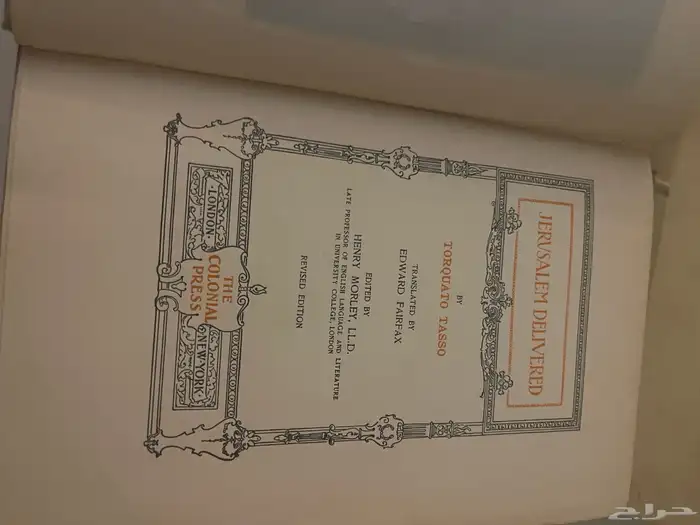 JERUSALEM DELIVERED
BY
TORQUATO TASSO
TRANSLATED BY
EDWARD FAIRFAX
EDITED BY
HENRY MORLEY, LL.D.
LATE PROFESSOR OF ENGLISH LANGUAGE AND LITERATURE
IN UNIVERSITY COLLEGE, LONDON
REVISED EDITION
THE
COLONIAL
PRESS
·LONDON·
·NEW·YORK·
حراج